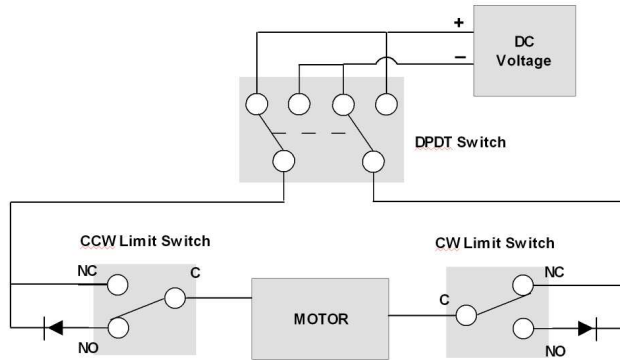 +
DC
Voltage
−
DPDT Switch
CCW Limit Switch
CW Limit Switch
NC
C
NC
C
MOTOR
NO
NO